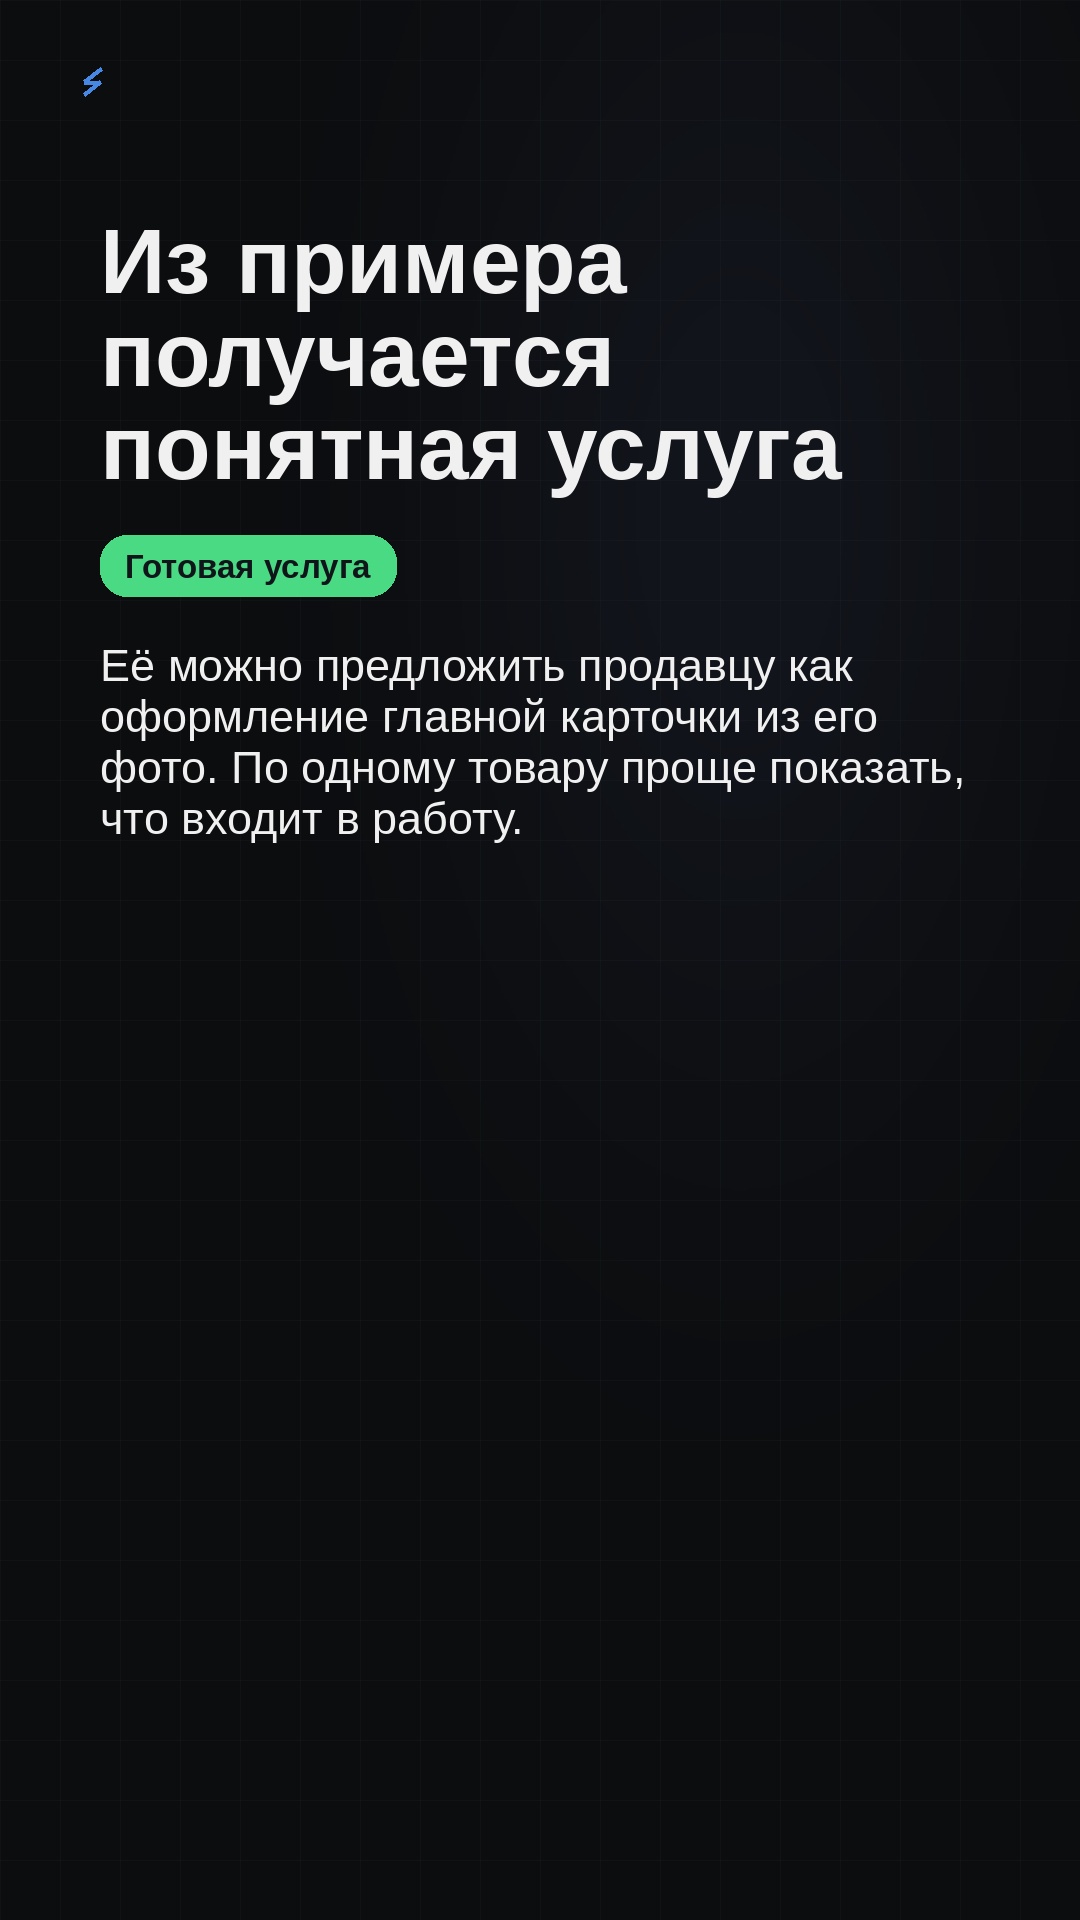 Из примера
получается
понятная услуга
Готовая услуга
Её можно предложить продавцу как
оформление главной карточки из его
фото. По одному товару проще показать,
что входит в работу.